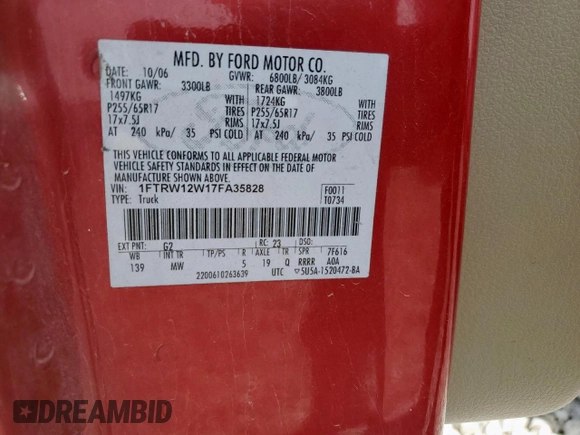 MFD. BY FORD MOTOR CO.
DATE: 10/06 GVWR: 6800LB/ 3084KG
FRONT GAWR: 3300LB REAR GAWR: 3800LB
1497KG WITH 1724KG WITH
P255/65R17 TIRES P255/65R17 TIRES
17x7.5J RIMS 17x7.5J RIMS
AT 240 kPa/ 35 PSI COLD AT 240 kPa/ 35 PSI COLD
THIS VEHICLE CONFORMS TO ALL APPLICABLE FEDERAL MOTOR
VEHICLE SAFETY STANDARDS IN EFFECT ON THE DATE OF
MANUFACTURE SHOWN ABOVE.
VIN: 1FTRW12W17FA35828 F0011
TYPE: Truck T0734
EXT PNT: G2 RC: 23 DSO:
WB INT TR TP/PS R AXLE TR SPR 7F616
139 MW 5 19 Q RRRR A0A
2200610263639 UTC ▽5U5A-1520472-BA
DREAMBID